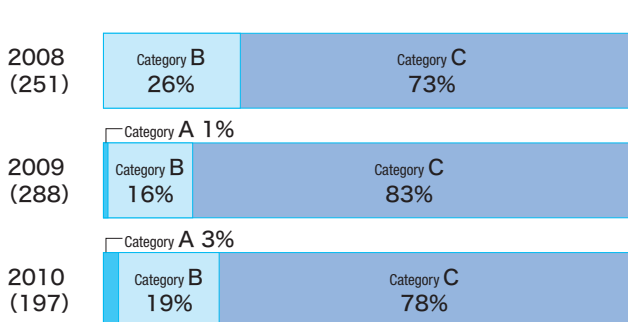 2008
(251)
Category B
26%
Category C
73%
Category A 1%
2009
(288)
Category B
16%
Category C
83%
Category A 3%
2010
(197)
Category B
19%
Category C
78%